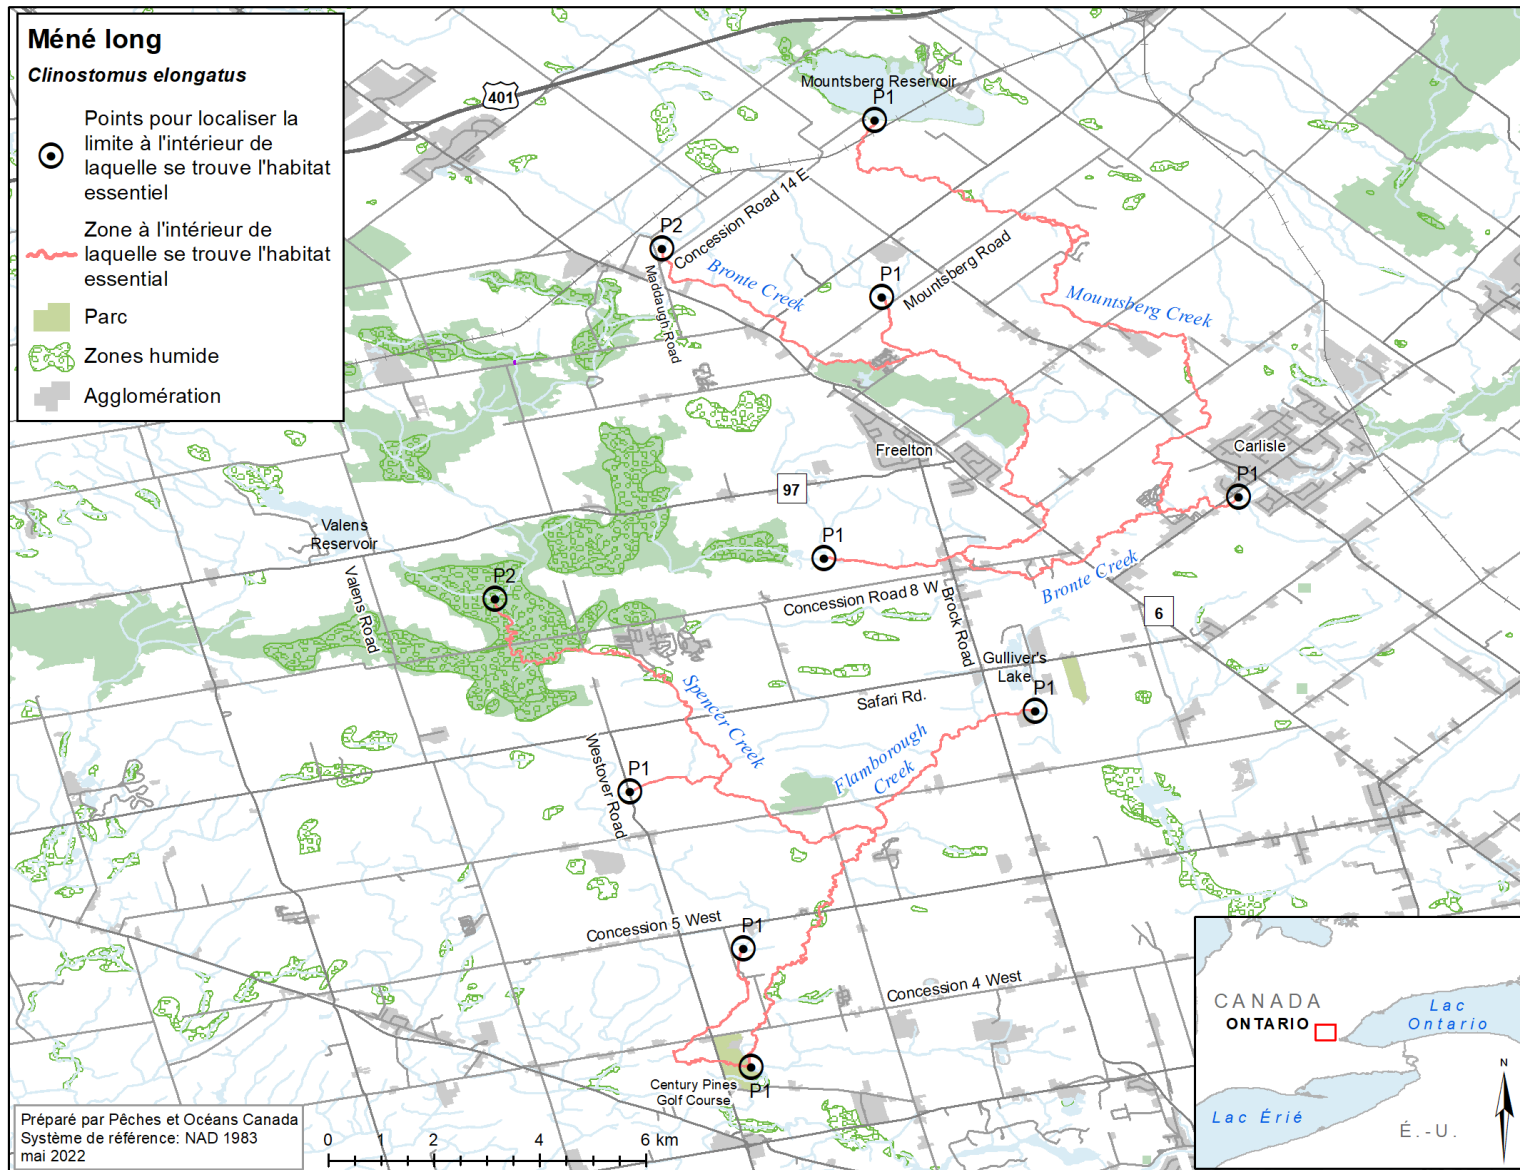 Méné long
Clinostomus elongatus
Points pour localiser la
limite à l'intérieur de
laquelle se trouve l'habitat
essentiel
Zone à l'intérieur de
laquelle se trouve l'habitat
essential
Parc
Zones humide
Agglomération
401
Mountsberg Reservoir
P1
Concession Road 14 E
P2
Maddaugh Road
Bronte Creek
P1
Mountsberg Road
Mountsberg Creek
Freelton
Carlisle
P1
97
Valens
Reservoir
P1
P2
Valens Road
Concession Road 8 W
Brock Road
Bronte Creek
6
Gulliver's
Lake
P1
Safari Rd.
Spencer Creek
Flamborough
Creek
Westover Road
P1
Concession 5 West
P1
Concession 4 West
Century Pines
Golf Course
P1
CANADA
ONTARIO
Lac
Ontario
Lac Érié
É.-U.
N
Préparé par Pêches et Océans Canada
Système de référence: NAD 1983
mai 2022
0 1 2 4 6 km